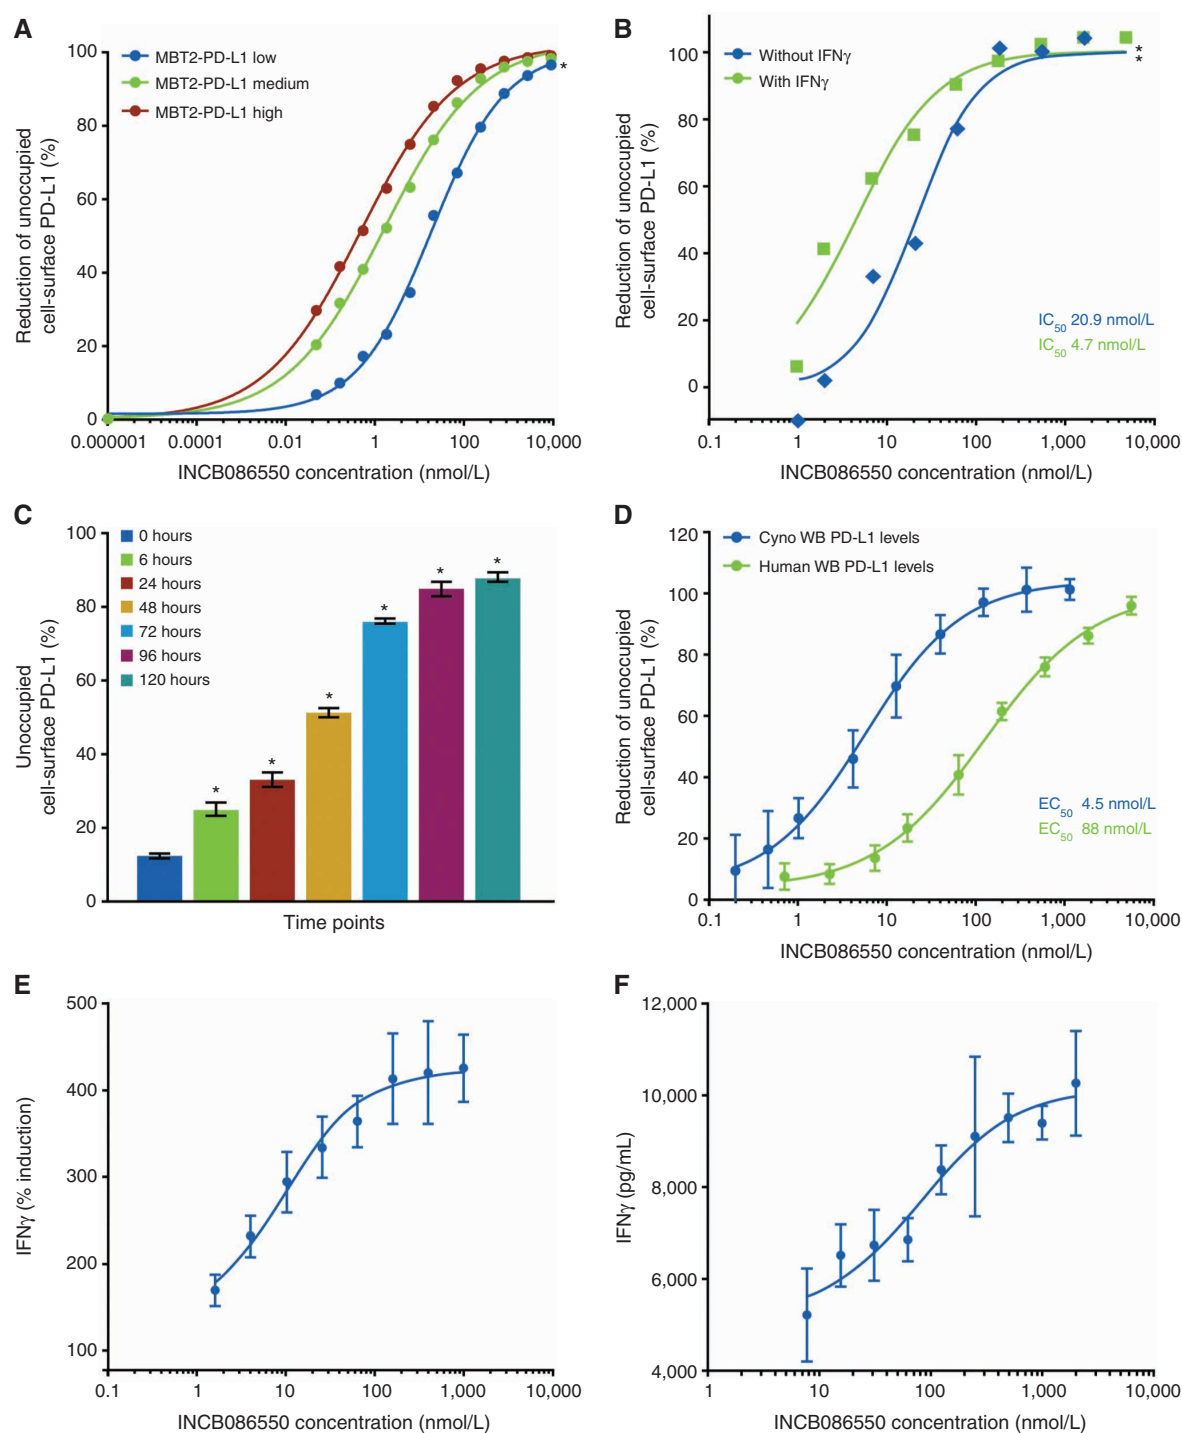 A
MBT2-PD-L1 low
MBT2-PD-L1 medium
MBT2-PD-L1 high
*
100
80
60
40
20
0
Reduction of unoccupied
cell-surface PD-L1 (%)
0.000001 0.0001 0.01 1 100 10,000
INCB086550 concentration (nmol/L)
B
Without IFNγ
With IFNγ
*
*
100
80
60
40
20
0
Reduction of unoccupied
cell-surface PD-L1 (%)
IC50 20.9 nmol/L
IC50 4.7 nmol/L
0.1 1 10 100 1,000 10,000
INCB086550 concentration (nmol/L)
C
0 hours
6 hours
24 hours
48 hours
72 hours
96 hours
120 hours
* * * * * *
100
80
60
40
20
0
Unoccupied
cell-surface PD-L1 (%)
Time points
D
Cyno WB PD-L1 levels
Human WB PD-L1 levels
120
100
80
60
40
20
0
Reduction of unoccupied
cell-surface PD-L1 (%)
EC50 4.5 nmol/L
EC50 88 nmol/L
0.1 1 10 100 1,000 10,000
INCB086550 concentration (nmol/L)
E
500
400
300
200
100
IFNγ (% induction)
0.1 1 10 100 1,000 10,000
INCB086550 concentration (nmol/L)
F
12,000
10,000
8,000
6,000
4,000
IFNγ (pg/mL)
1 10 100 1,000 10,000
INCB086550 concentration (nmol/L)